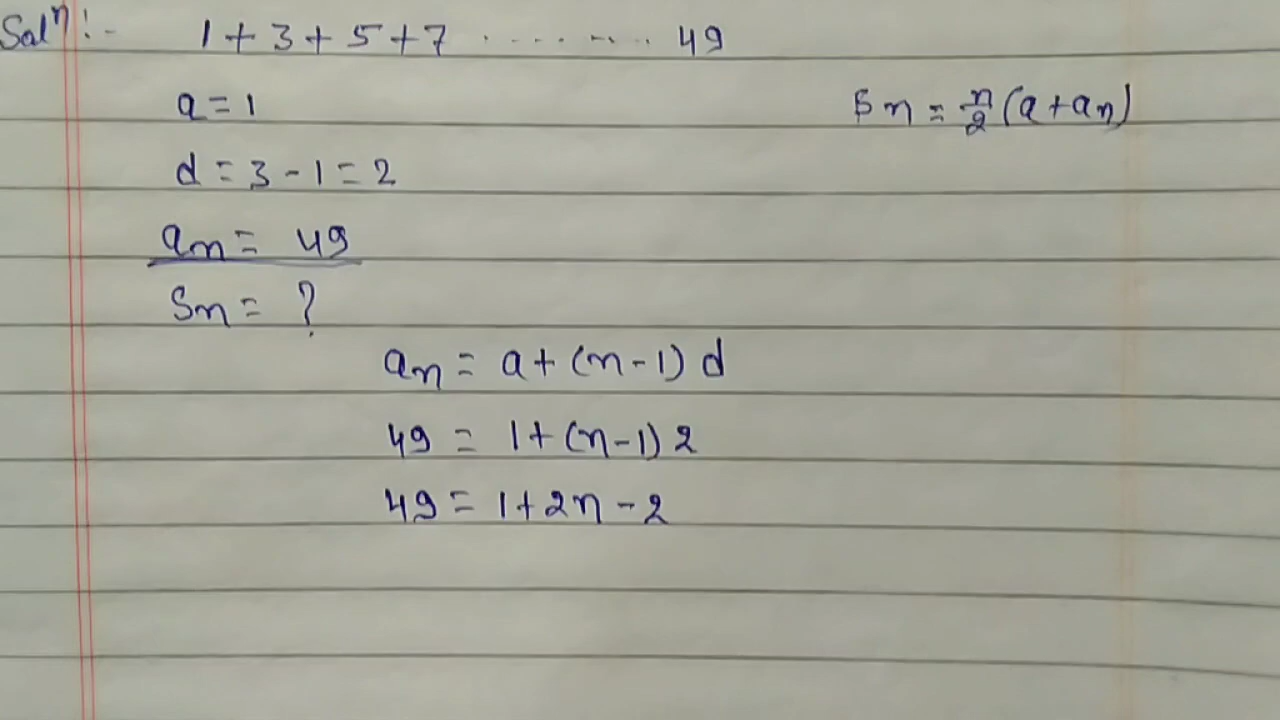 Solⁿ:- 1 + 3 + 5 + 7 ........ 49
a = 1
Sn = n/2 (a + an)
d = 3 - 1 = 2
an = 49
Sn = ?
an = a + (n - 1) d
49 = 1 + (n - 1) 2
49 = 1 + 2n - 2